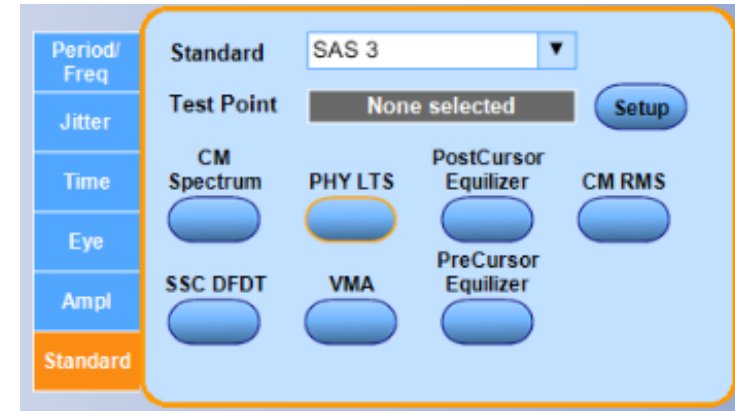 Period/
Freq
Jitter
Time
Eye
Ampl
Standard
Standard
SAS 3
Test Point
None selected
Setup
CM
Spectrum
PHY LTS
PostCursor
Equilizer
CM RMS
SSC DFDT
VMA
PreCursor
Equilizer